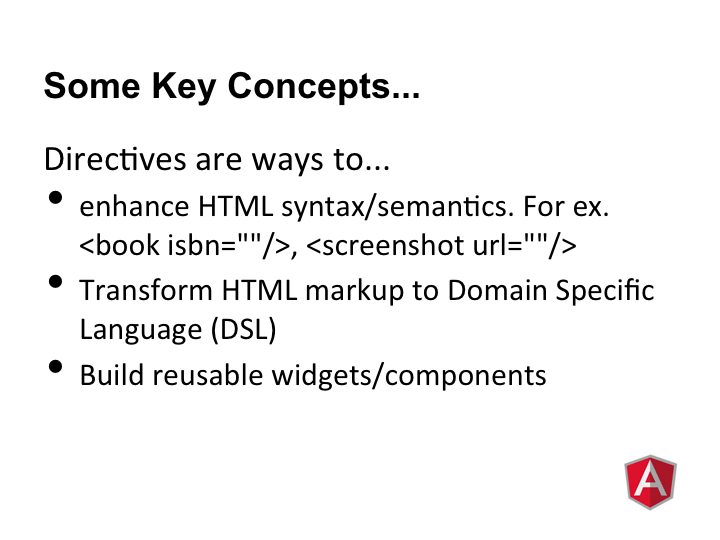 Some Key Concepts...
Directives are ways to...
• enhance HTML syntax/semantics. For ex.
<book isbn=""/>, <screenshot url=""/>
• Transform HTML markup to Domain Specific
Language (DSL)
• Build reusable widgets/components
A